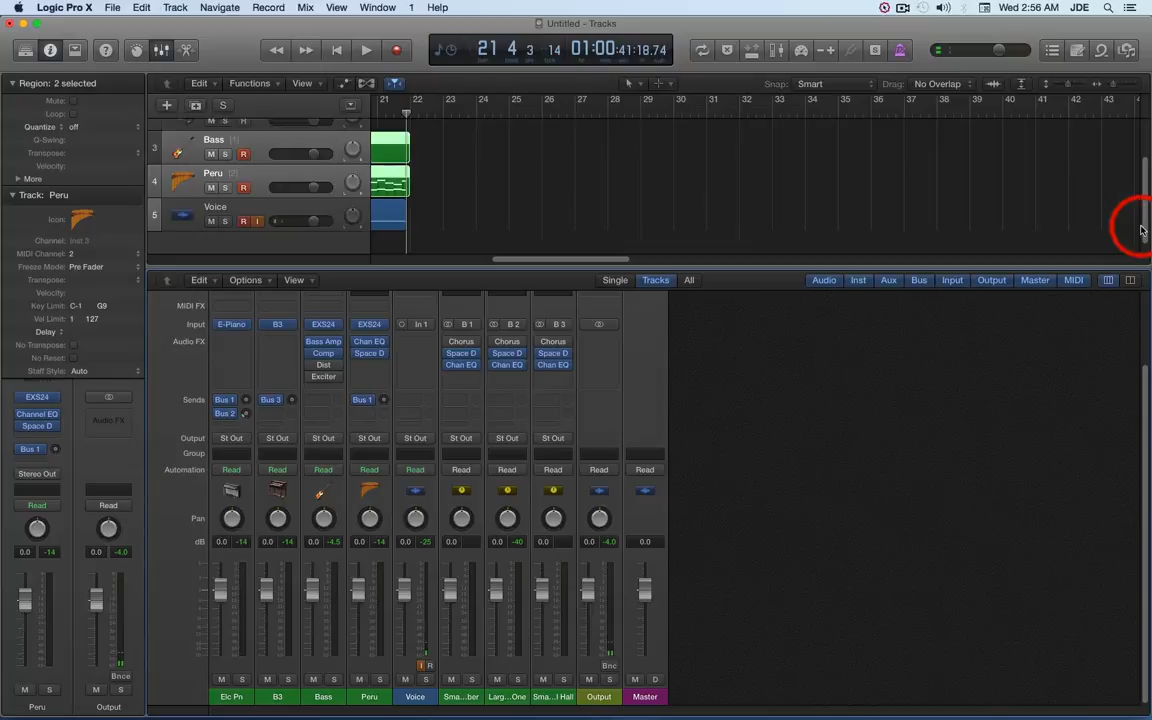 Logic Pro X File Edit Track Navigate Record Mix View Window 1 Help Wed 2:56 AM JDE
Untitled - Tracks
21 4 3 14 01:00:41:18.74
Region: 2 selected
Edit Functions View Snap: Smart Drag: No Overlap
Mute:
Loop:
Quantize off
Q-Swing:
Transpose:
Velocity:
More
Track: Peru
Icon:
Channel: Inst 3
MIDI Channel: 2
Freeze Mode: Pre Fader
Transpose:
Velocity:
Key Limit: C-1 G9
Vel Limit: 1 127
Delay
No Transpose:
No Reset:
Staff Style: Auto
S
21 22 23 24 25 26 27 28 29 30 31 32 33 34 35 36 37 38 39 40 41 42 43 4
M S R
3 Bass [1]
M S R
4 Peru [2]
M S R
5 Voice
M S R I
Edit Options View Single Tracks All Audio Inst Aux Bus Input Output Master MIDI
MIDI FX
Input E-Piano B3 EXS24 EXS24 In 1 B 1 B 2 B 3
Audio FX Bass Amp Chan EQ Chorus Chorus Chorus
Comp Space D Space D Space D Space D
Dist Chan EQ Chan EQ Chan EQ
Exciter
Sends Bus 1 Bus 3 Bus 1
Bus 2
Output St Out St Out St Out St Out St Out St Out St Out St Out
Group
Automation Read Read Read Read Read Read Read Read Read Read
Pan
dB 0.0 -14 0.0 -14 0.0 -4.5 0.0 -14 0.0 -25 0.0 0.0 -40 0.0 0.0 -4.0 0.0
I R Bnc
M S M S M S M S M S M S M S M S M S M D
Elc Pn B3 Bass Peru Voice Sma...ber Larg...One Sma...l Hall Output Master
EXS24
Channel EQ Audio FX
Space D
Bus 1
Stereo Out
Read Read
0.0 -14 0.0 -4.0
Bnce
M S M S
Peru Output